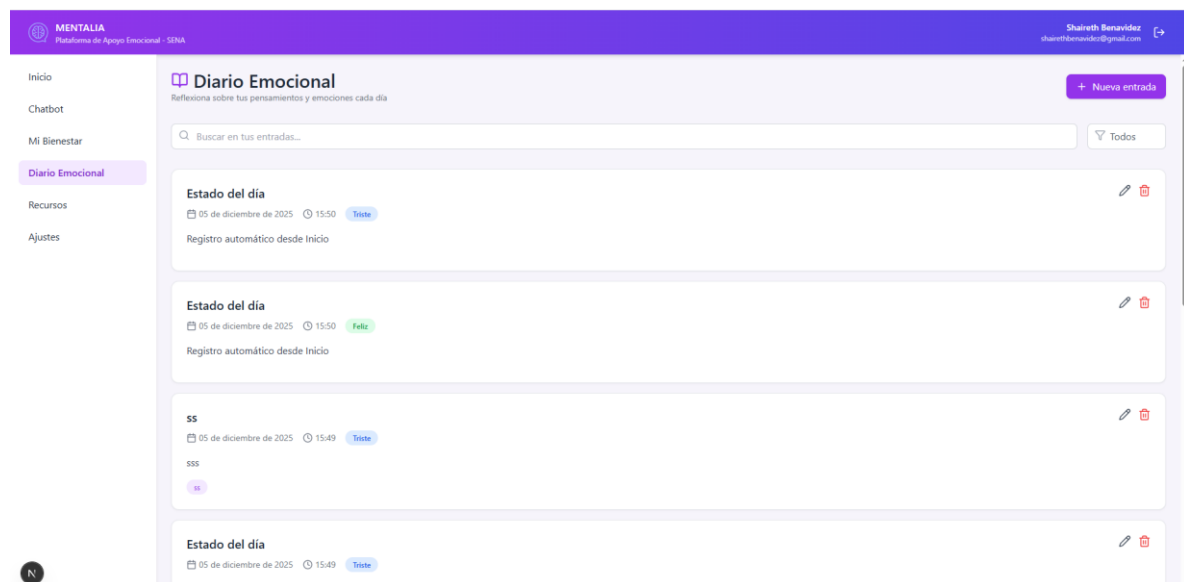 MENTALIA
Plataforma de Apoyo Emocional - SENA
Shaireth Benavidez
shairethbenavidez@gmail.com
Inicio
Chatbot
Mi Bienestar
Diario Emocional
Recursos
Ajustes
Diario Emocional
Reflexiona sobre tus pensamientos y emociones cada día
+ Nueva entrada
Buscar en tus entradas...
Todos
Estado del día
05 de diciembre de 2025 15:50 Triste
Registro automático desde Inicio
Estado del día
05 de diciembre de 2025 15:50 Feliz
Registro automático desde Inicio
ss
05 de diciembre de 2025 15:49 Triste
sss
ss
Estado del día
05 de diciembre de 2025 15:49 Triste
N